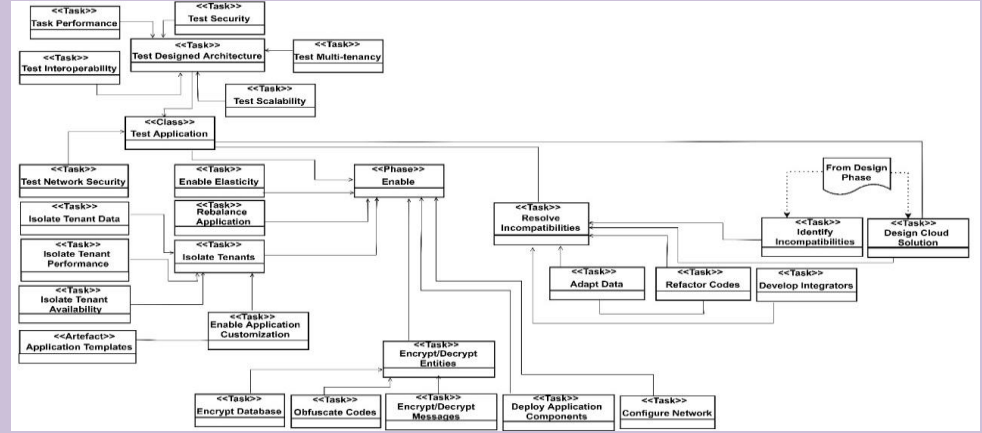 <<Task>>
Task Performance
<<Task>>
Test Security
<<Task>>
Test Designed Architecture
<<Task>>
Test Multi-tenancy
<<Task>>
Test Interoperability
<<Task>>
Test Scalability
<<Class>>
Test Application
<<Task>>
Test Network Security
<<Task>>
Enable Elasticity
<<Phase>>
Enable
From Design
Phase
<<Task>>
Isolate Tenant Data
<<Task>>
Rebalance
Application
<<Task>>
Resolve
Incompatibilities
<<Task>>
Identify
Incompatibilities
<<Task>>
Design Cloud
Solution
<<Task>>
Isolate Tenant
Performance
<<Task>>
Isolate Tenants
<<Task>>
Adapt Data
<<Task>>
Refactor Codes
<<Task>>
Develop Integrators
<<Task>>
Isolate Tenant
Availability
<<Task>>
Enable Application
Customization
<<Artefact>>
Application Templates
<<Task>>
Encrypt/Decrypt
Entities
<<Task>>
Encrypt Database
<<Task>>
Obfuscate Codes
<<Task>>
Encrypt/Decrypt
Messages
<<Task>>
Deploy Application
Components
<<Task>>
Configure Network